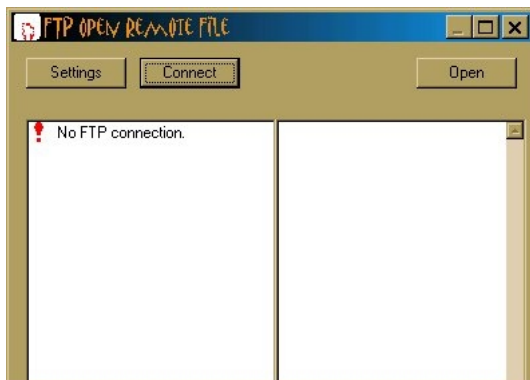 FTP OPEN REMOTE FILE
Settings Connect Open
No FTP connection.